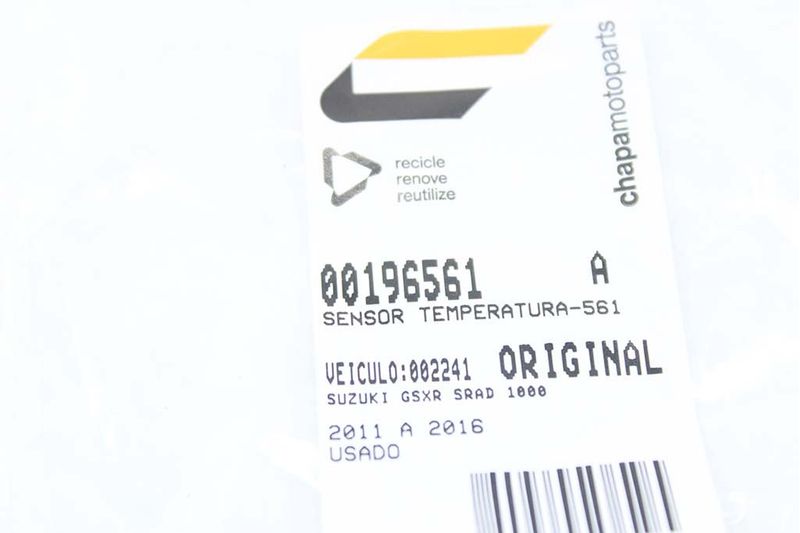 chapamotoparts
recicle
renove
reutilize
00196561 A
SENSOR TEMPERATURA-561
VEICULO:002241 ORIGINAL
SUZUKI GSXR SRAD 1000
2011 A 2016
USADO